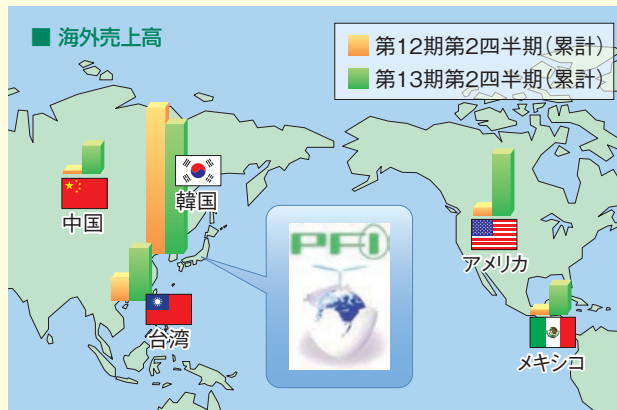 ■ 海外売上高
第12期第2四半期(累計)
第13期第2四半期(累計)
中国
韓国
台湾
PFI
アメリカ
メキシコ